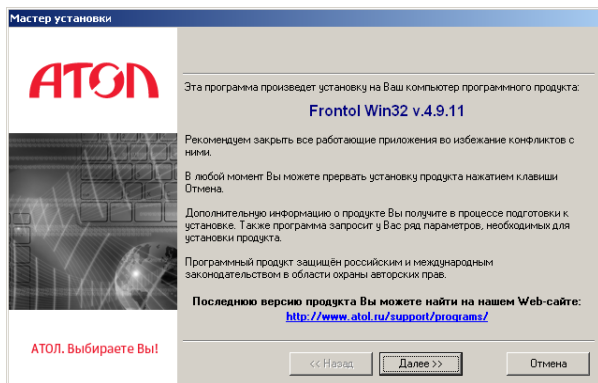 Мастер установки
АТОЛ
Эта программа произведет установку на Ваш компьютер программного продукта:
Frontol Win32 v.4.9.11
Рекомендуем закрыть все работающие приложения во избежание конфликтов с
ними.
В любой момент Вы можете прервать установку продукта нажатием клавиши
Отмена.
Дополнительную информацию о продукте Вы получите в процессе подготовки к
установке. Также программа запросит у Вас ряд параметров, необходимых для
установки продукта.
Программный продукт защищён российским и международным
законодательством в области охраны авторских прав.
Последнюю версию продукта Вы можете найти на нашем Web-сайте:
http://www.atol.ru/support/programs/
АТОЛ. Выбираете Вы!
<< Назад
Далее >>
Отмена